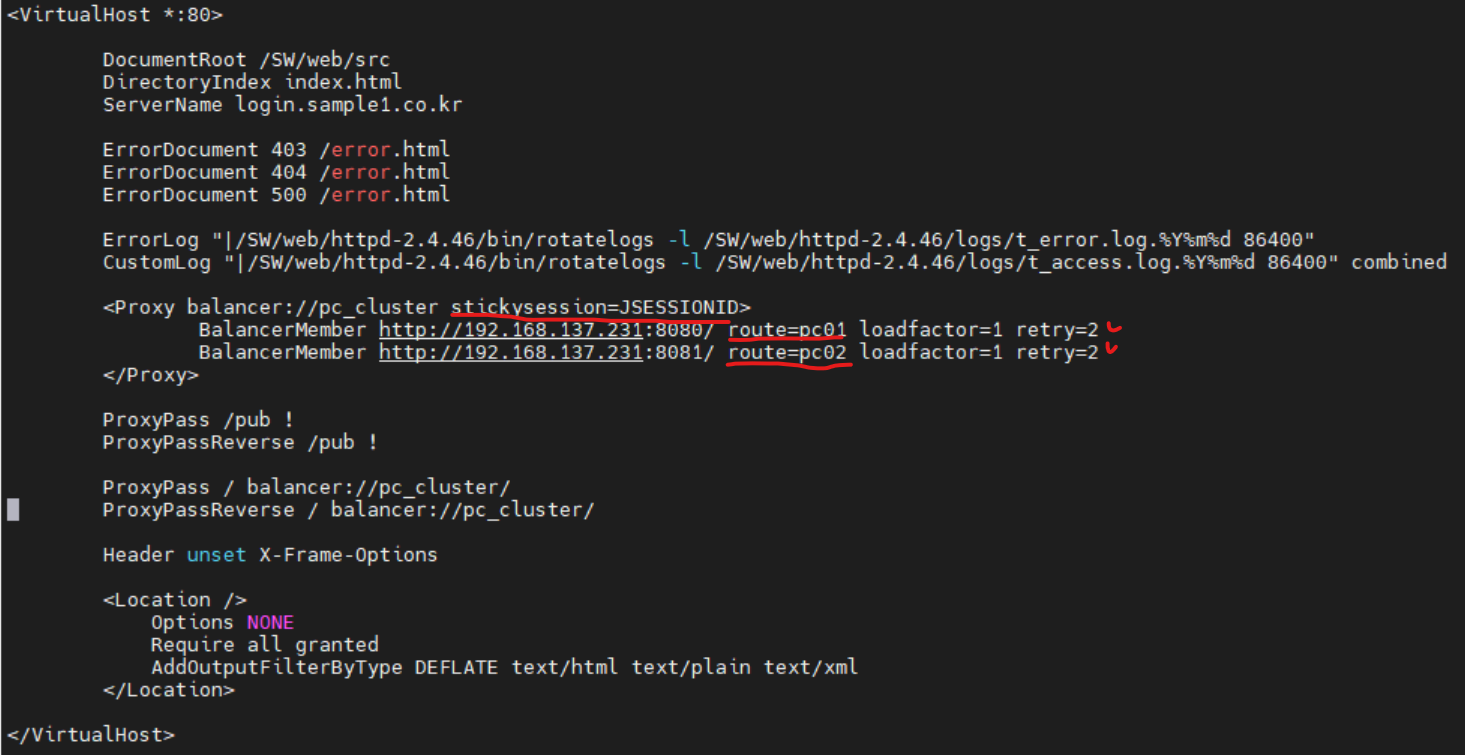 <VirtualHost *:80>
DocumentRoot /SW/web/src
DirectoryIndex index.html
ServerName login.sample1.co.kr
ErrorDocument 403 /error.html
ErrorDocument 404 /error.html
ErrorDocument 500 /error.html
ErrorLog "|/SW/web/httpd-2.4.46/bin/rotatelogs -l /SW/web/httpd-2.4.46/logs/t_error.log.%Y%m%d 86400"
CustomLog "|/SW/web/httpd-2.4.46/bin/rotatelogs -l /SW/web/httpd-2.4.46/logs/t_access.log.%Y%m%d 86400" combined
<Proxy balancer://pc_cluster stickysession=JSESSIONID>
BalancerMember http://192.168.137.231:8080/ route=pc01 loadfactor=1 retry=2
BalancerMember http://192.168.137.231:8081/ route=pc02 loadfactor=1 retry=2
</Proxy>
ProxyPass /pub !
ProxyPassReverse /pub !
ProxyPass / balancer://pc_cluster/
ProxyPassReverse / balancer://pc_cluster/
Header unset X-Frame-Options
<Location />
Options NONE
Require all granted
AddOutputFilterByType DEFLATE text/html text/plain text/xml
</Location>
</VirtualHost>